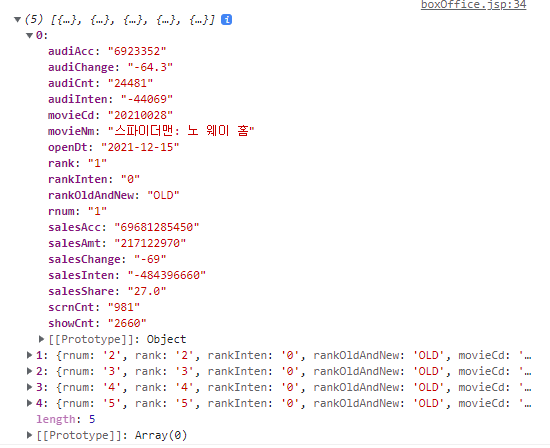 boxOffice.jsp:34
(5) [{…}, {…}, {…}, {…}, {…}] i
0:
audiAcc: "6923352"
audiChange: "-64.3"
audiCnt: "24481"
audiInten: "-44069"
movieCd: "20210028"
movieNm: "스파이더맨: 노 웨이 홈"
openDt: "2021-12-15"
rank: "1"
rankInten: "0"
rankOldAndNew: "OLD"
rnum: "1"
salesAcc: "69681285450"
salesAmt: "217122970"
salesChange: "-69"
salesInten: "-484396660"
salesShare: "27.0"
scrnCnt: "981"
showCnt: "2660"
[[Prototype]]: Object
1: {rnum: '2', rank: '2', rankInten: '0', rankOldAndNew: 'OLD', movieCd: '…
2: {rnum: '3', rank: '3', rankInten: '0', rankOldAndNew: 'OLD', movieCd: '…
3: {rnum: '4', rank: '4', rankInten: '0', rankOldAndNew: 'OLD', movieCd: '…
4: {rnum: '5', rank: '5', rankInten: '0', rankOldAndNew: 'OLD', movieCd: '…
length: 5
[[Prototype]]: Array(0)